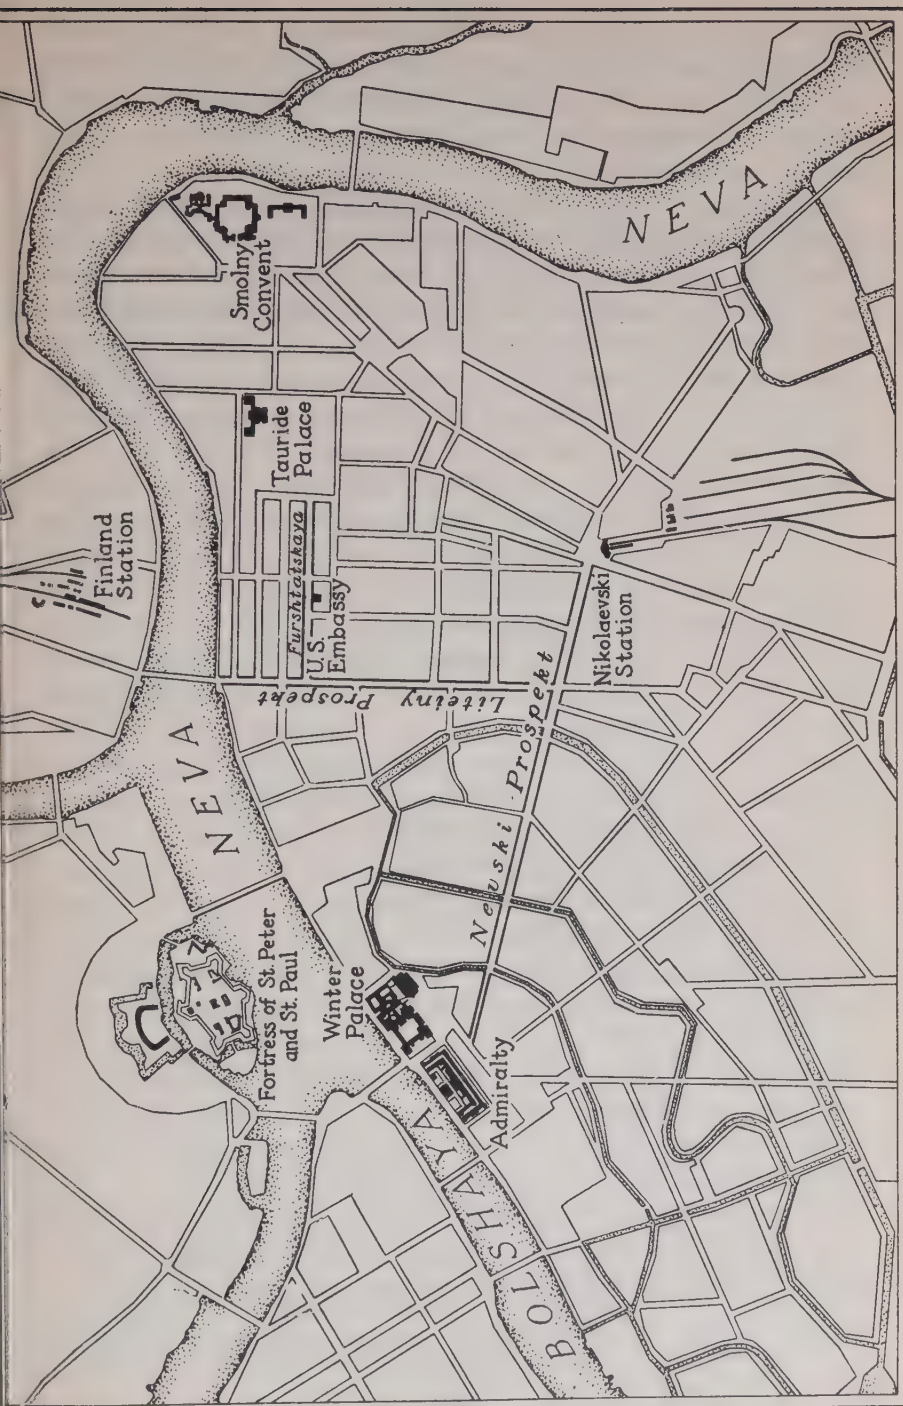 Finland
Station
NEVA
Smolny
Convent
Fortress of St. Peter
and St. Paul
Tauride
Palace
Furshtatskaya
U.S.
Embassy
Winter
Palace
Liteiny Prospekt
BOLSHAYA
Admiralty
Nevski Prospekt
Nikolaevski
Station
NEVA